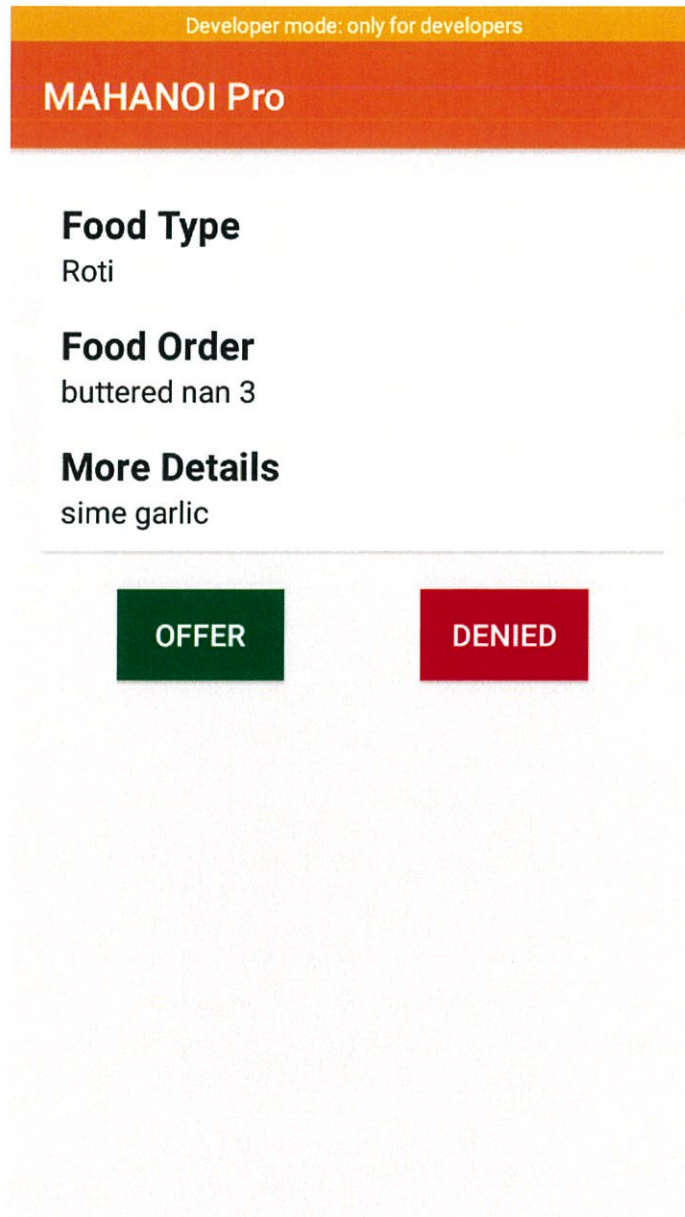 Developer mode: only for developers
MAHANOI Pro
Food Type
Roti
Food Order
buttered nan 3
More Details
sime garlic
OFFER
DENIED